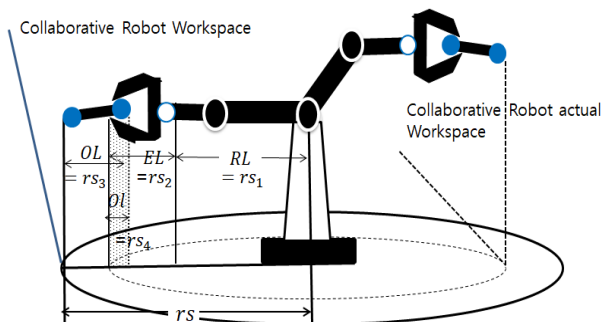 Collaborative Robot Workspace
Collaborative Robot actual
Workspace
OL EL RL
= rs₃ =rs₂ = rs₁
Ol
=rs₄
rs